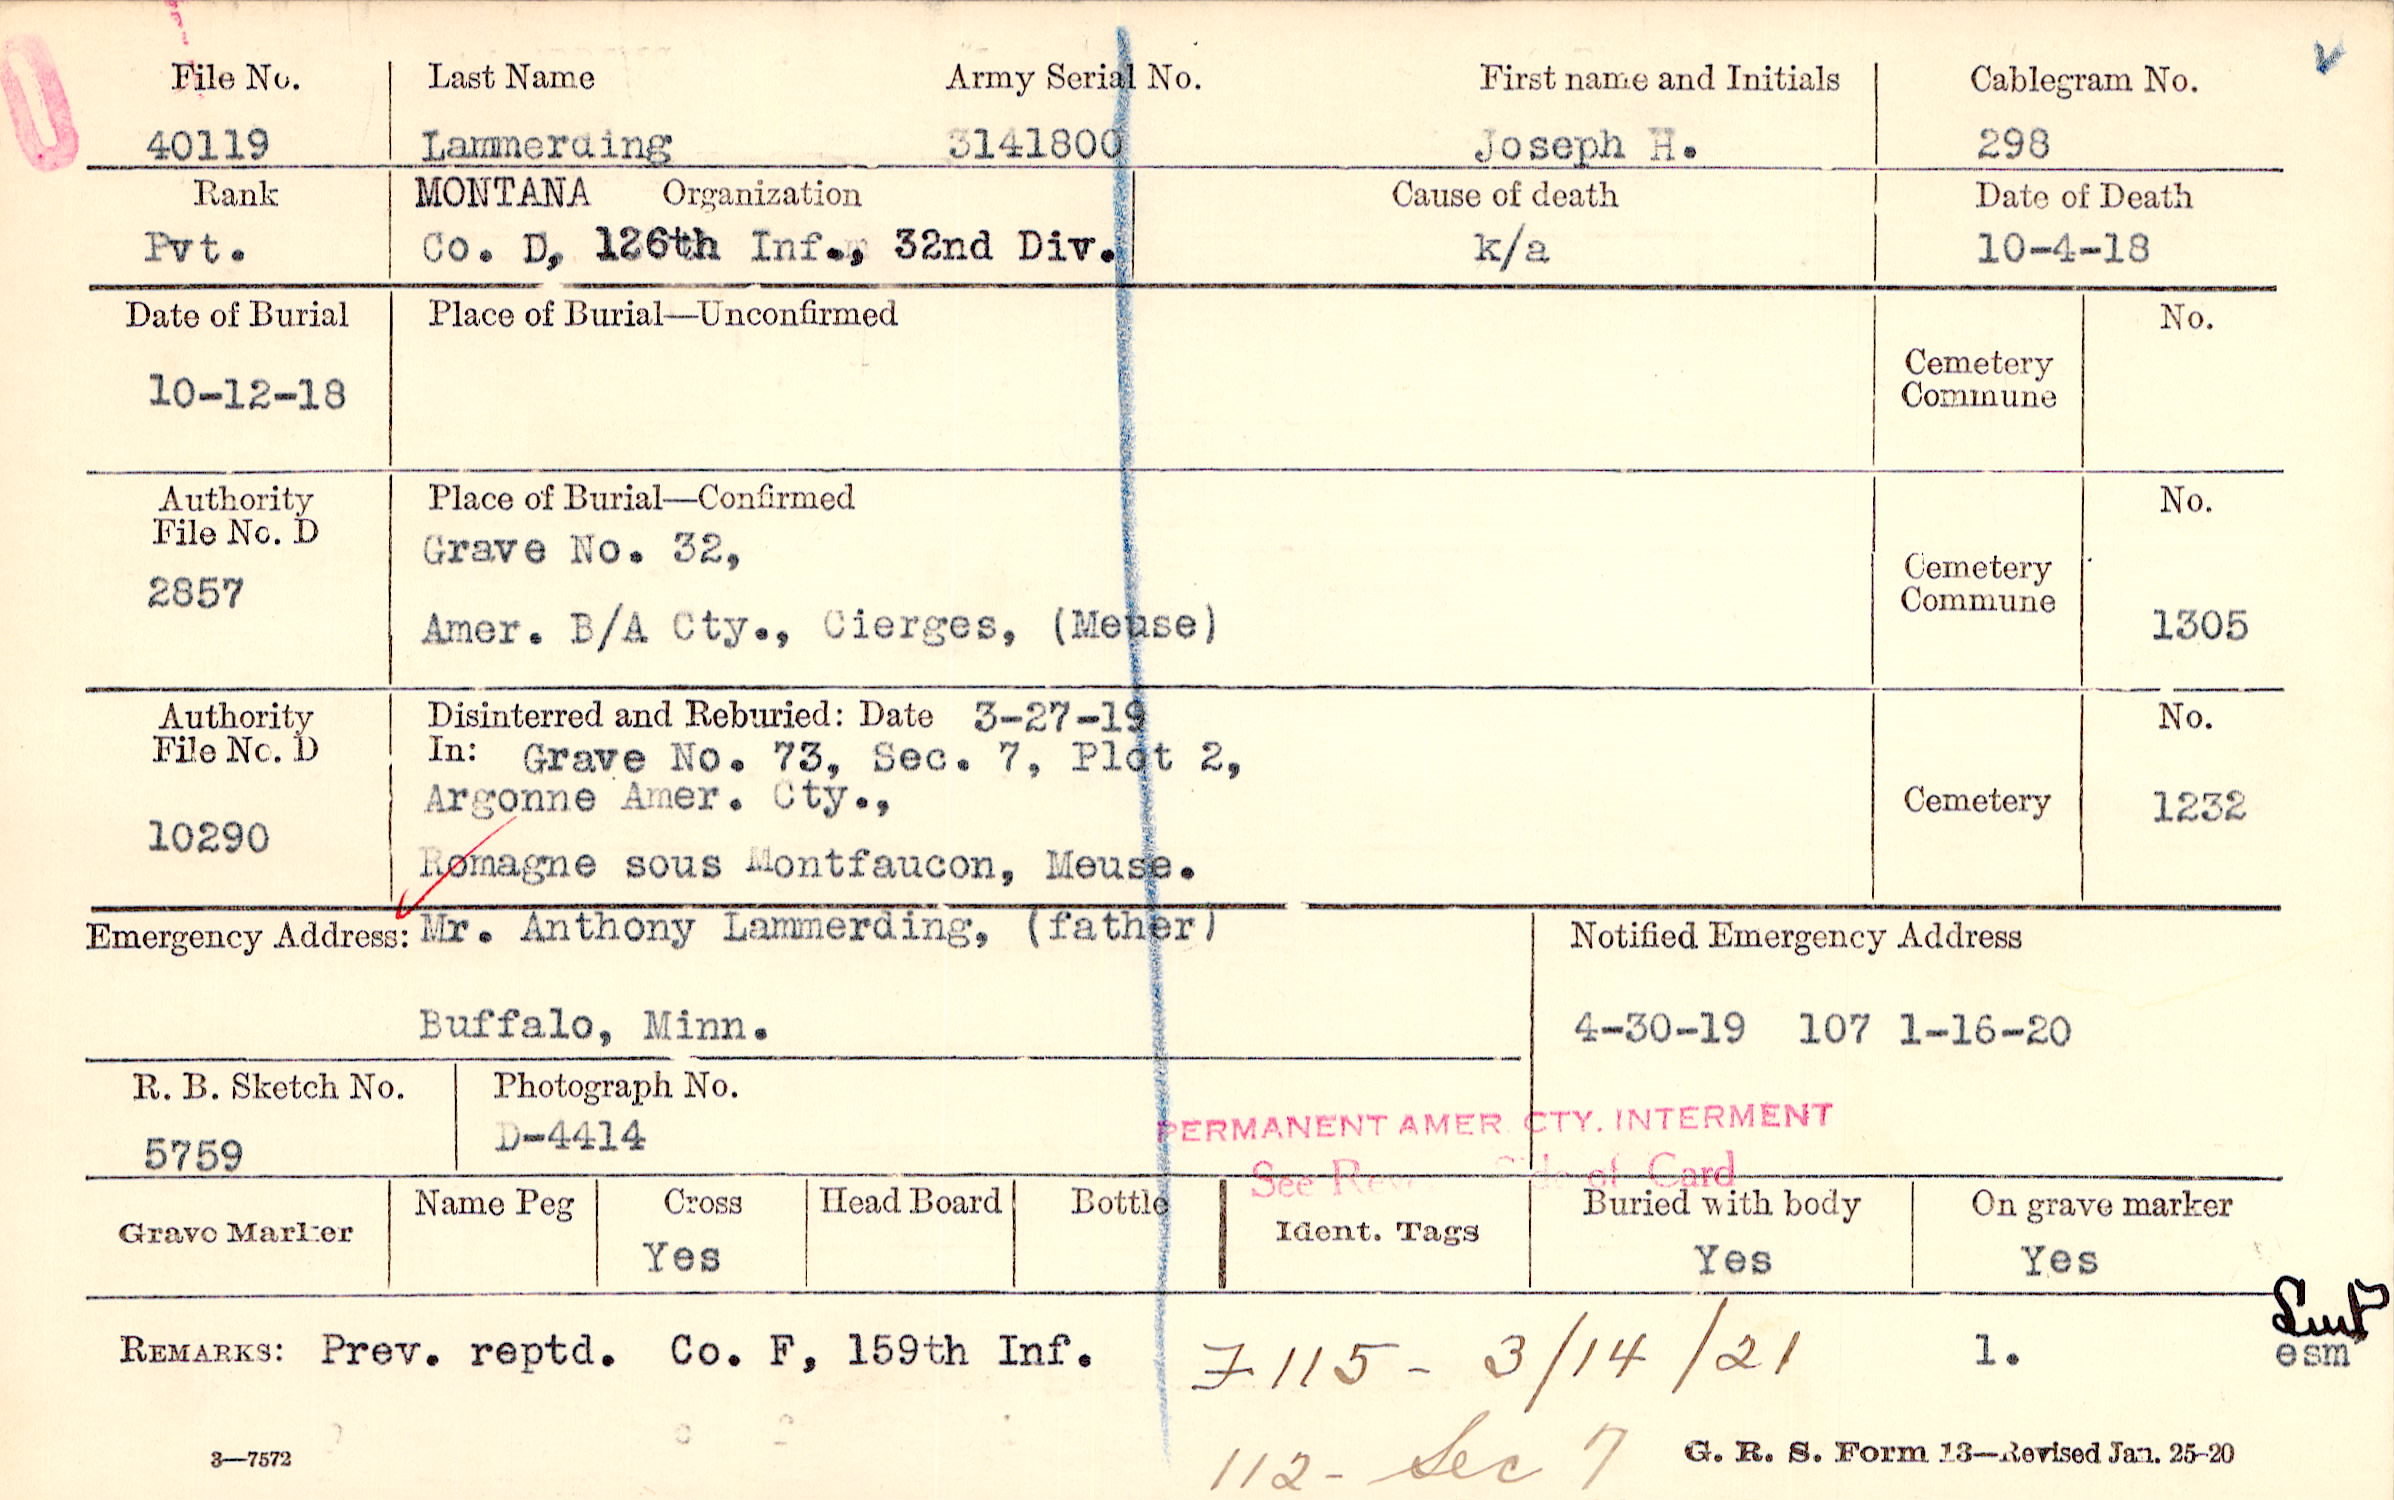 File No. Last Name Army Serial No. First name and Initials Cablegram No.
40119 Lammerding 3141800 Joseph H. 298
Rank MONTANA Organization Cause of death Date of Death
Pvt. Co. D, 126th Inf., 32nd Div. k/a 10-4-18
Date of Burial Place of Burial—Unconfirmed No.
Cemetery
Commune
10-12-18
Authority Place of Burial—Confirmed No.
File No. D
Grave No. 32,
2857
Cemetery
Commune
Amer. B/A Cty., Cierges, (Meuse) 1305
Authority Disinterred and Reburied: Date 3-27-19 No.
File No. D In: Grave No. 73, Sec. 7, Plot 2,
Argonne Amer. Cty., Cemetery 1232
10290
Romagne sous Montfaucon, Meuse.
Emergency Address: Mr. Anthony Lammerding, (father) Notified Emergency Address
Buffalo, Minn. 4-30-19 107 1-16-20
R. B. Sketch No. Photograph No.
5759 D-4414
PERMANENT AMER CTY. INTERMENT
See of Card
Grave Marker Name Peg Cross Head Board Bottle Ident. Tags Buried with body On grave marker
Yes Yes Yes
REMARKS: Prev. reptd. Co. F, 159th Inf. F115 - 3/14/21 1. esm
112 - Sec 7
3—7572 G. R. S. Form 13—Revised Jan. 25-20